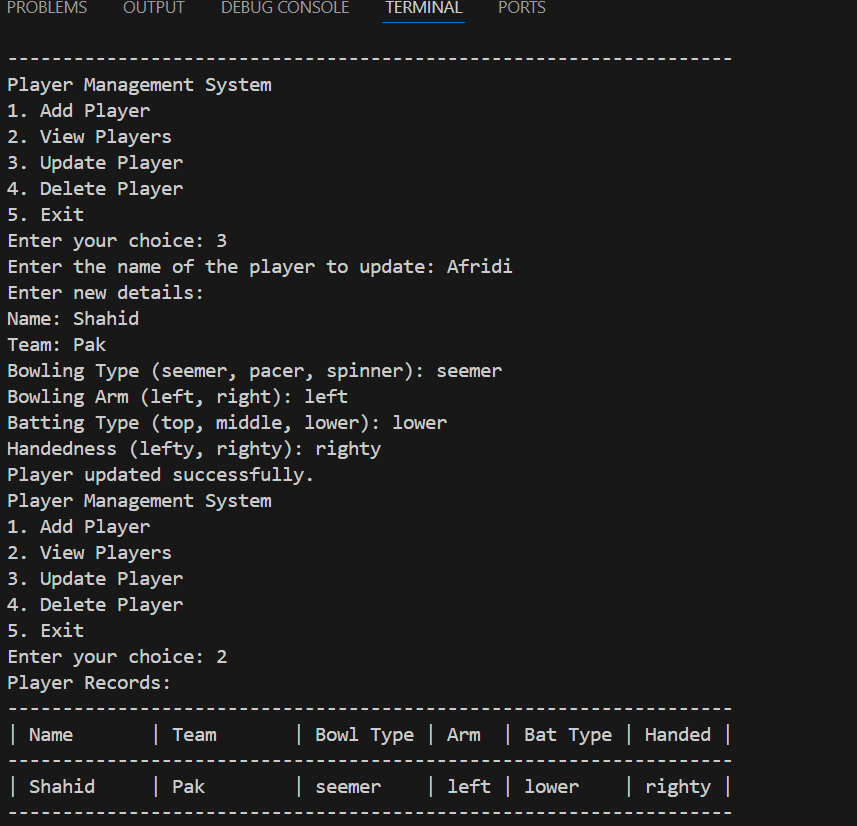 PROBLEMS OUTPUT DEBUG CONSOLE TERMINAL PORTS
------------------------------------------------------------------
Player Management System
1. Add Player
2. View Players
3. Update Player
4. Delete Player
5. Exit
Enter your choice: 3
Enter the name of the player to update: Afridi
Enter new details:
Name: Shahid
Team: Pak
Bowling Type (seemer, pacer, spinner): seemer
Bowling Arm (left, right): left
Batting Type (top, middle, lower): lower
Handedness (lefty, righty): righty
Player updated successfully.
Player Management System
1. Add Player
2. View Players
3. Update Player
4. Delete Player
5. Exit
Enter your choice: 2
Player Records:
------------------------------------------------------------------
| Name       | Team       | Bowl Type | Arm  | Bat Type | Handed |
------------------------------------------------------------------
| Shahid     | Pak        | seemer    | left | lower    | righty |
------------------------------------------------------------------